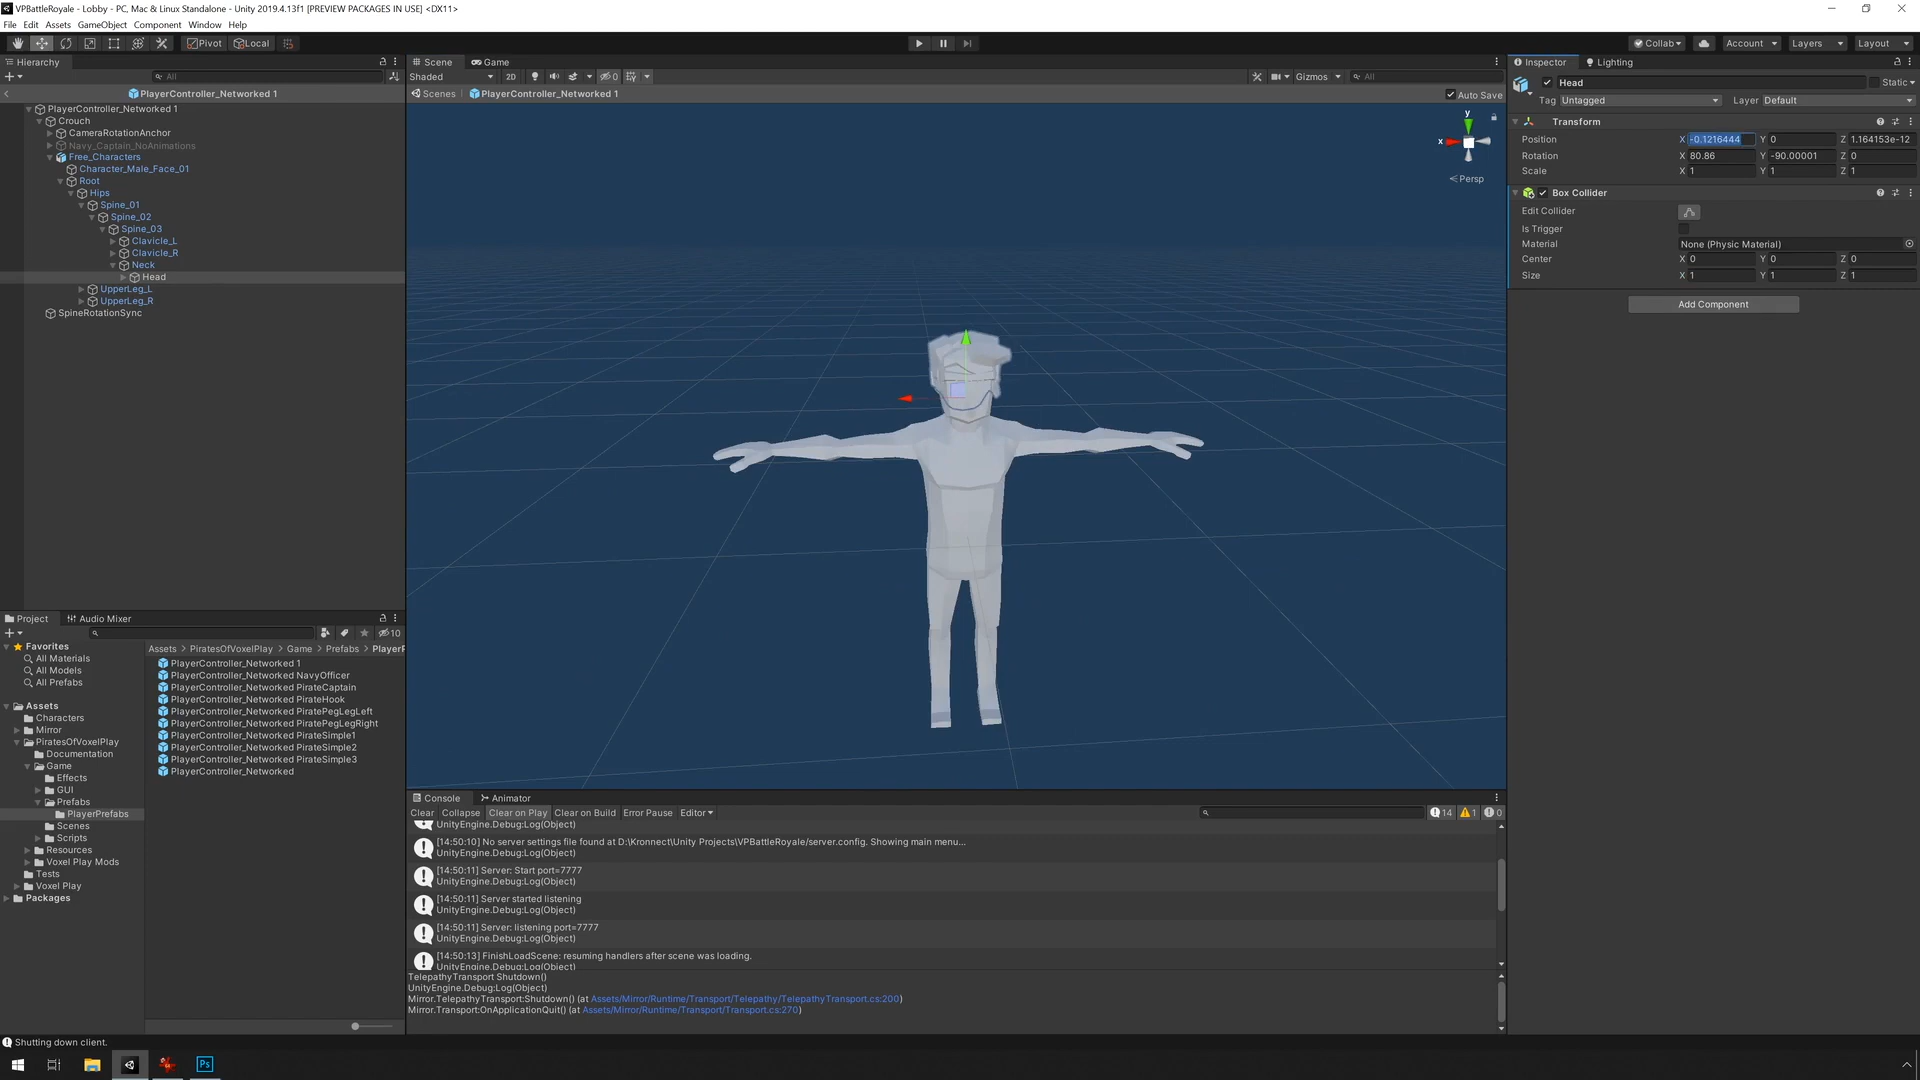 VPBattleRoyale - Lobby - PC, Mac & Linux Standalone - Unity 2019.4.13f1 [PREVIEW PACKAGES IN USE] <DX11>
File Edit Assets GameObject Component Window Help
Pivot Local Collab Account Layers Layout
Hierarchy
All
PlayerController_Networked 1
PlayerController_Networked 1
Crouch
CameraRotationAnchor
Navy_Captain_NoAnimations
Free_Characters
Character_Male_Face_01
Root
Hips
Spine_01
Spine_02
Spine_03
Clavicle_L
Clavicle_R
Neck
Head
UpperLeg_L
UpperLeg_R
SpineRotationSync
Scene Game
Shaded 2D 0 Gizmos All
Scenes PlayerController_Networked 1 Auto Save
y
x
Persp
Inspector Lighting
Head Static
Tag Untagged Layer Default
Transform
Position X -0.1216444 Y 0 Z 1.164153e-12
Rotation X 80.86 Y -90.00001 Z 0
Scale X 1 Y 1 Z 1
Box Collider
Edit Collider
Is Trigger
Material None (Physic Material)
Center X 0 Y 0 Z 0
Size X 1 Y 1 Z 1
Add Component
Project Audio Mixer
10
Favorites
All Materials
All Models
All Prefabs
Assets
Characters
Mirror
PiratesOfVoxelPlay
Documentation
Game
Effects
GUI
Prefabs
PlayerPrefabs
Scenes
Scripts
Resources
Voxel Play Mods
Tests
Voxel Play
Packages
Assets > PiratesOfVoxelPlay > Game > Prefabs > PlayerP
PlayerController_Networked 1
PlayerController_Networked NavyOfficer
PlayerController_Networked PirateCaptain
PlayerController_Networked PirateHook
PlayerController_Networked PiratePegLegLeft
PlayerController_Networked PiratePegLegRight
PlayerController_Networked PirateSimple1
PlayerController_Networked PirateSimple2
PlayerController_Networked PirateSimple3
PlayerController_Networked
Console Animator
Clear Collapse Clear on Play Clear on Build Error Pause Editor 14 1 0
UnityEngine.Debug:Log(Object)
[14:50:10] No server settings file found at D:\Kronnect\Unity Projects\VPBattleRoyale/server.config. Showing main menu...
UnityEngine.Debug:Log(Object)
[14:50:11] Server: Start port=7777
UnityEngine.Debug:Log(Object)
[14:50:11] Server started listening
UnityEngine.Debug:Log(Object)
[14:50:11] Server: listening port=7777
UnityEngine.Debug:Log(Object)
[14:50:13] FinishLoadScene: resuming handlers after scene was loading.
UnityEngine.Debug:Log(Object)
TelepathyTransport Shutdown()
UnityEngine.Debug:Log(Object)
Mirror.TelepathyTransport:Shutdown() (at Assets/Mirror/Runtime/Transport/Telepathy/TelepathyTransport.cs:200)
Mirror.Transport:OnApplicationQuit() (at Assets/Mirror/Runtime/Transport/Transport.cs:270)
Shutting down client.
Ps